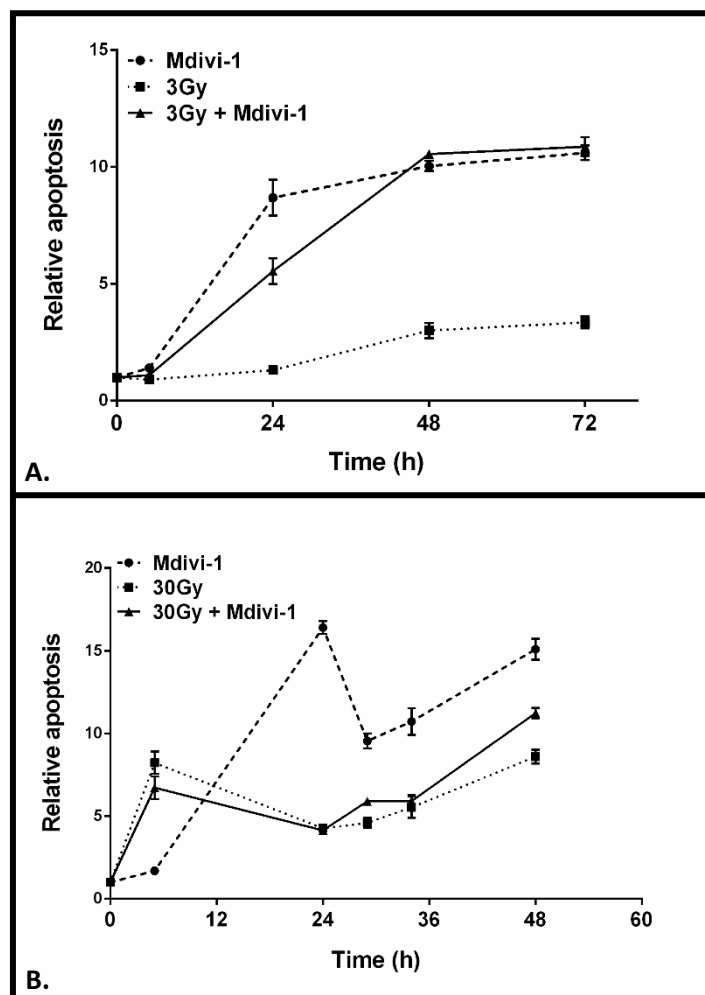 15
Mdivi-1
3Gy
3Gy + Mdivi-1
10
Relative apoptosis
5
0
0 24 48 72
Time (h)
A.
20
Mdivi-1
30Gy
30Gy + Mdivi-1
15
Relative apoptosis
10
5
0
0 12 24 36 48 60
Time (h)
B.